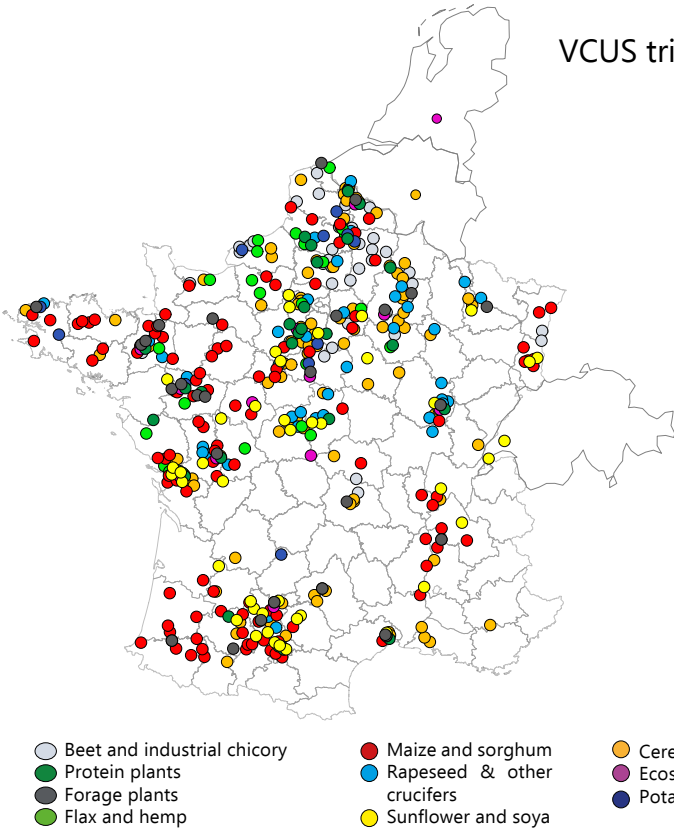 VCUS tri
Beet and industrial chicory
Protein plants
Forage plants
Flax and hemp
Maize and sorghum
Rapeseed & other
crucifers
Sunflower and soya
Cere
Ecos
Pota